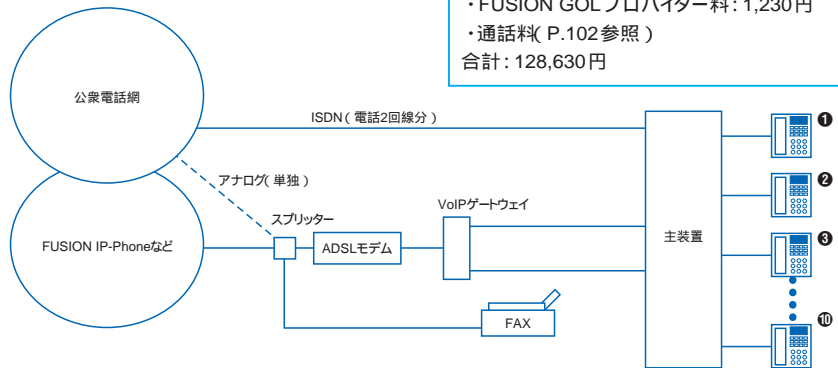 ・FUSION GOLプロバイダー料：1,230円
・通話料（P.102参照）
合計：128,630円
公衆電話網
ISDN（電話2回線分）
❶
アナログ（単独）
❷
スプリッター
VoIPゲートウェイ
FUSION IP-Phoneなど
ADSLモデム
主装置
❸
FAX
❿